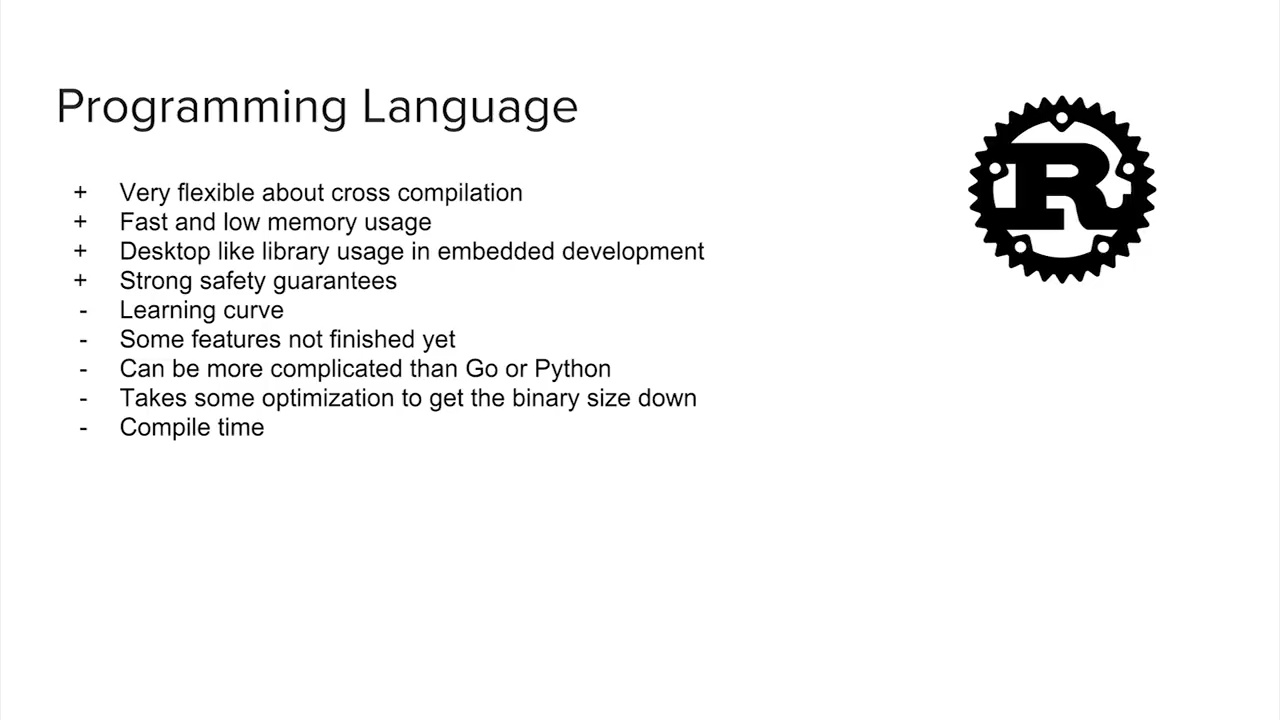 Programming Language
+ Very flexible about cross compilation
+ Fast and low memory usage
+ Desktop like library usage in embedded development
+ Strong safety guarantees
- Learning curve
- Some features not finished yet
- Can be more complicated than Go or Python
- Takes some optimization to get the binary size down
- Compile time
R